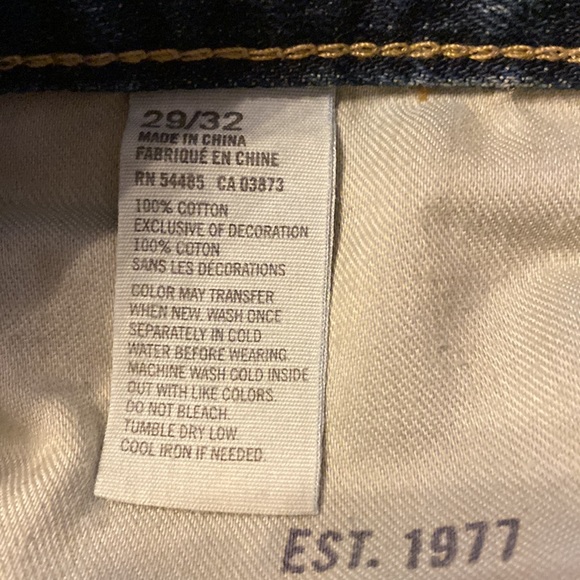 29/32
MADE IN CHINA
FABRIQUÉ EN CHINE
RN 54485 CA 03873
100% COTTON
EXCLUSIVE OF DECORATION
100% COTON
SANS LES DÉCORATIONS
COLOR MAY TRANSFER
WHEN NEW. WASH ONCE
SEPARATELY IN COLD
WATER BEFORE WEARING.
MACHINE WASH COLD INSIDE
OUT WITH LIKE COLORS.
DO NOT BLEACH.
TUMBLE DRY LOW.
COOL IRON IF NEEDED.
EST. 1977